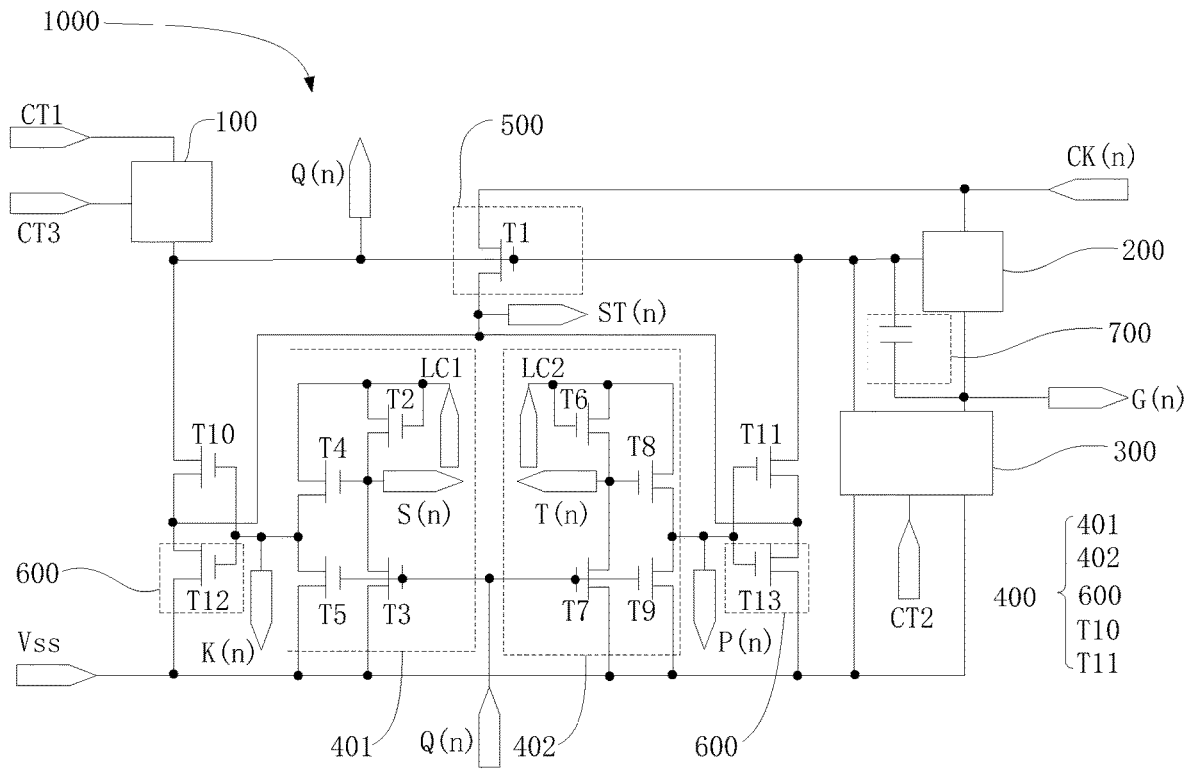 1000
CT1
100
500
Q(n)
CK(n)
CT3
T1
200
ST(n)
700
LC1
LC2
T2
T6
G(n)
T10
T4
T8
T11
300
S(n)
T(n)
401
402
600
T12
T5
T3
T7
T9
T13
CT2
400
600
T10
T11
Vss
K(n)
P(n)
401
Q(n)
402
600